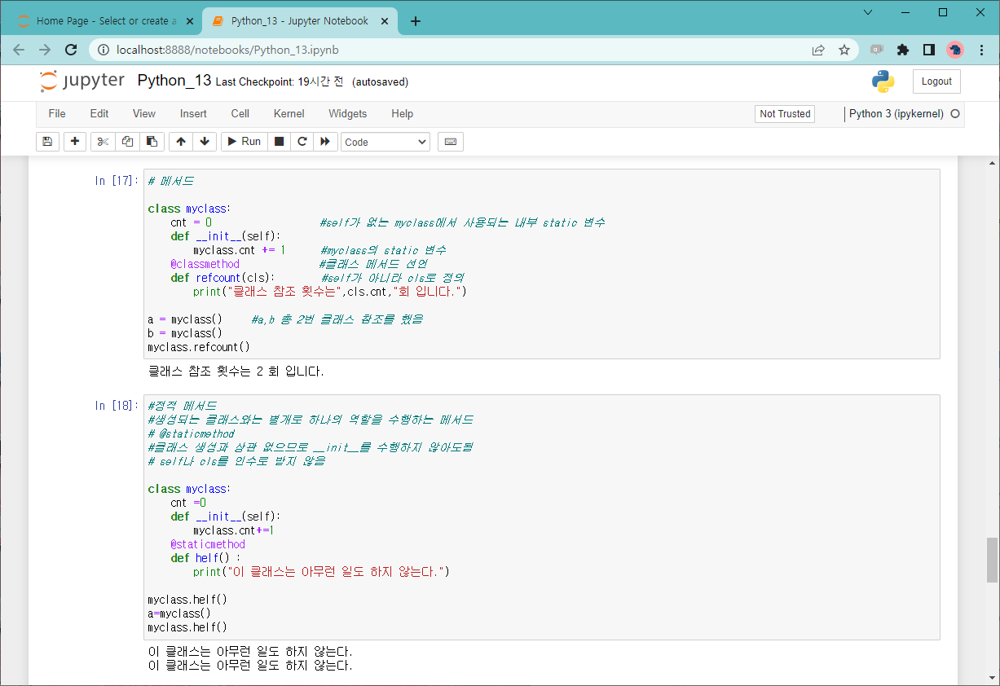 Home Page - Select or create a
Python_13 - Jupyter Notebook
localhost:8888/notebooks/Python_13.ipynb
jupyter Python_13 Last Checkpoint: 19시간 전 (autosaved)
Logout
File Edit View Insert Cell Kernel Widgets Help
Not Trusted
Python 3 (ipykernel)
Run
Code
In [17]:
# 메서드
class myclass:
cnt = 0 #self가 없는 myclass에서 사용되는 내부 static 변수
def __init__(self):
myclass.cnt += 1 #myclass의 static 변수
@classmethod #클래스 메서드 선언
def refcount(cls): #self가 아니라 cls로 정의
print("클래스 참조 횟수는",cls.cnt,"회 입니다.")
a = myclass() #a,b 총 2번 클래스 참조를 했음
b = myclass()
myclass.refcount()
클래스 참조 횟수는 2 회 입니다.
In [18]:
#정적 메서드
#생성되는 클래스와는 별개로 하나의 역할을 수행하는 메서드
# @staticmethod
#클래스 생성과 상관 없으므로 __init__를 수행하지 않아도됨
# self나 cls를 인수로 받지 않음
class myclass:
cnt =0
def __init__(self):
myclass.cnt+=1
@staticmethod
def helf() :
print("이 클래스는 아무런 일도 하지 않는다.")
myclass.helf()
a=myclass()
myclass.helf()
이 클래스는 아무런 일도 하지 않는다.
이 클래스는 아무런 일도 하지 않는다.